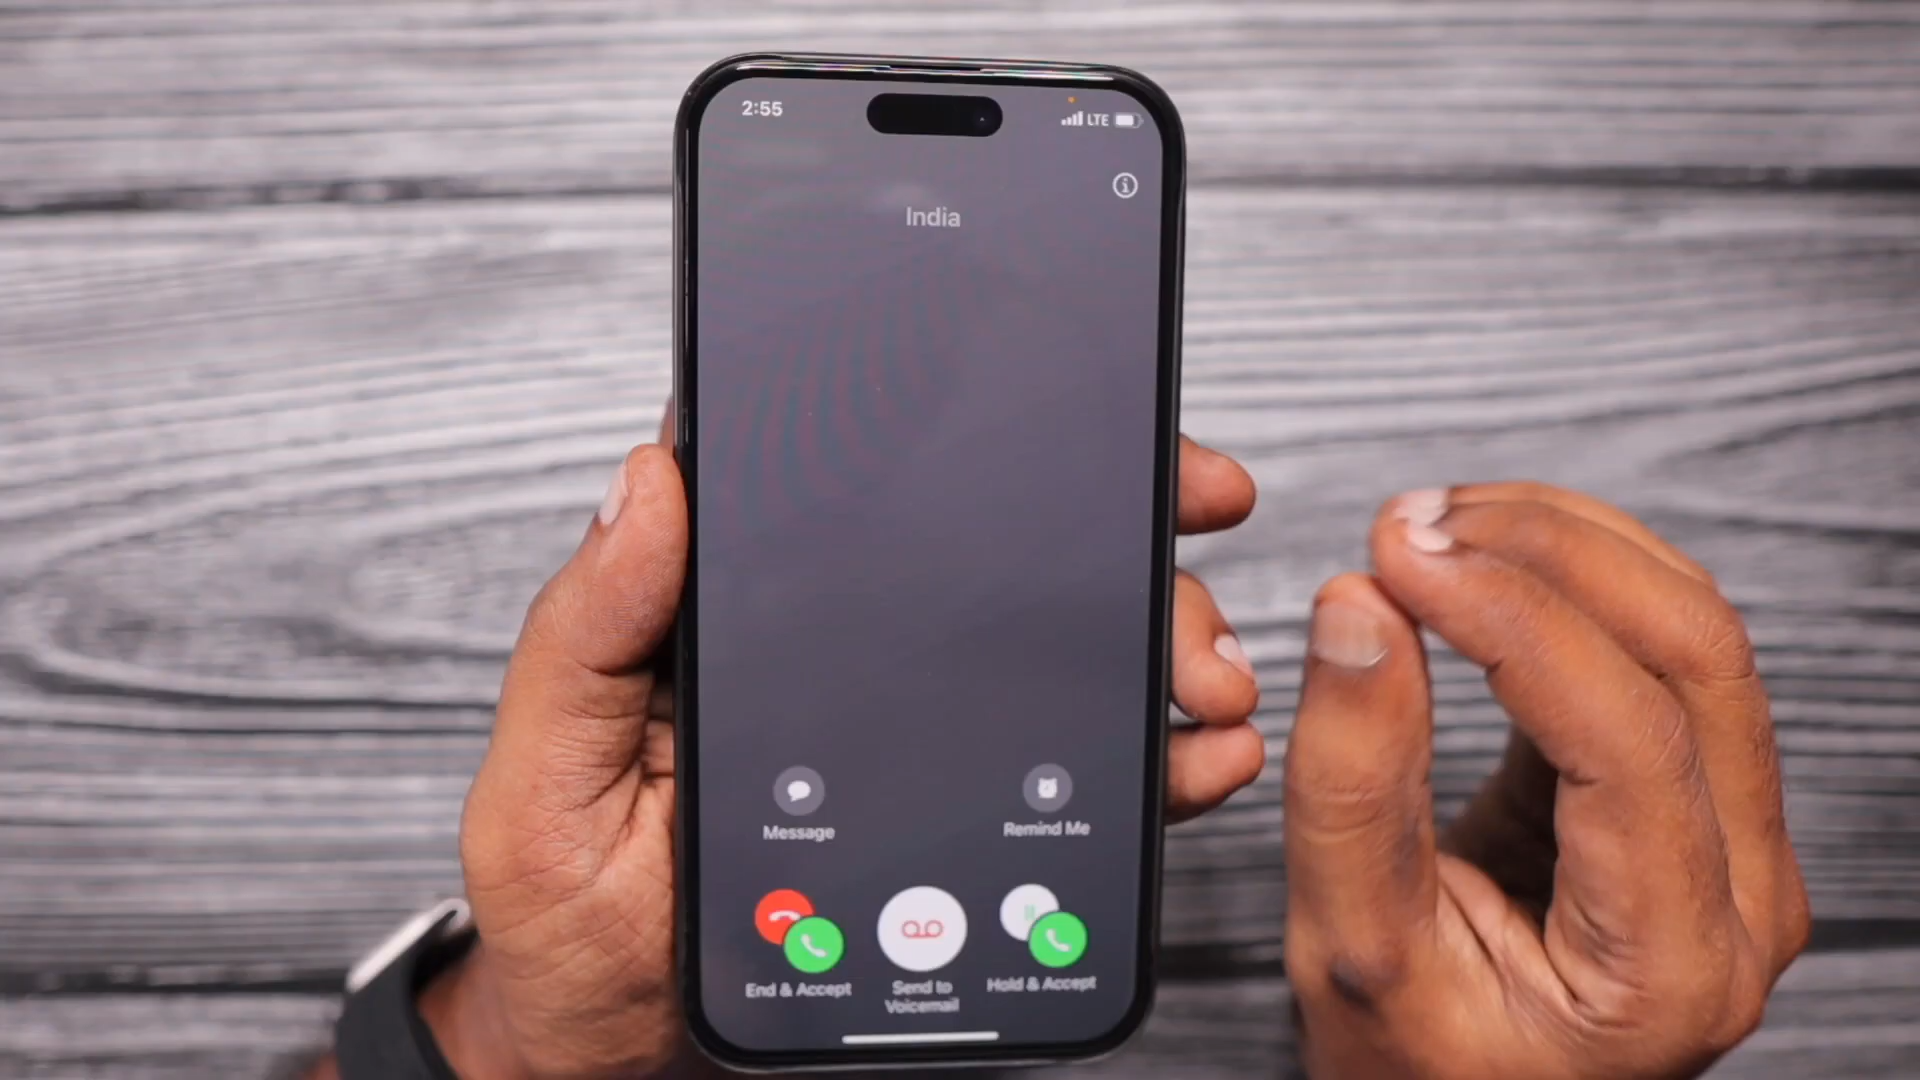 2:55
LTE
India
Message
Remind Me
End & Accept
Send to
Voicemail
Hold & Accept